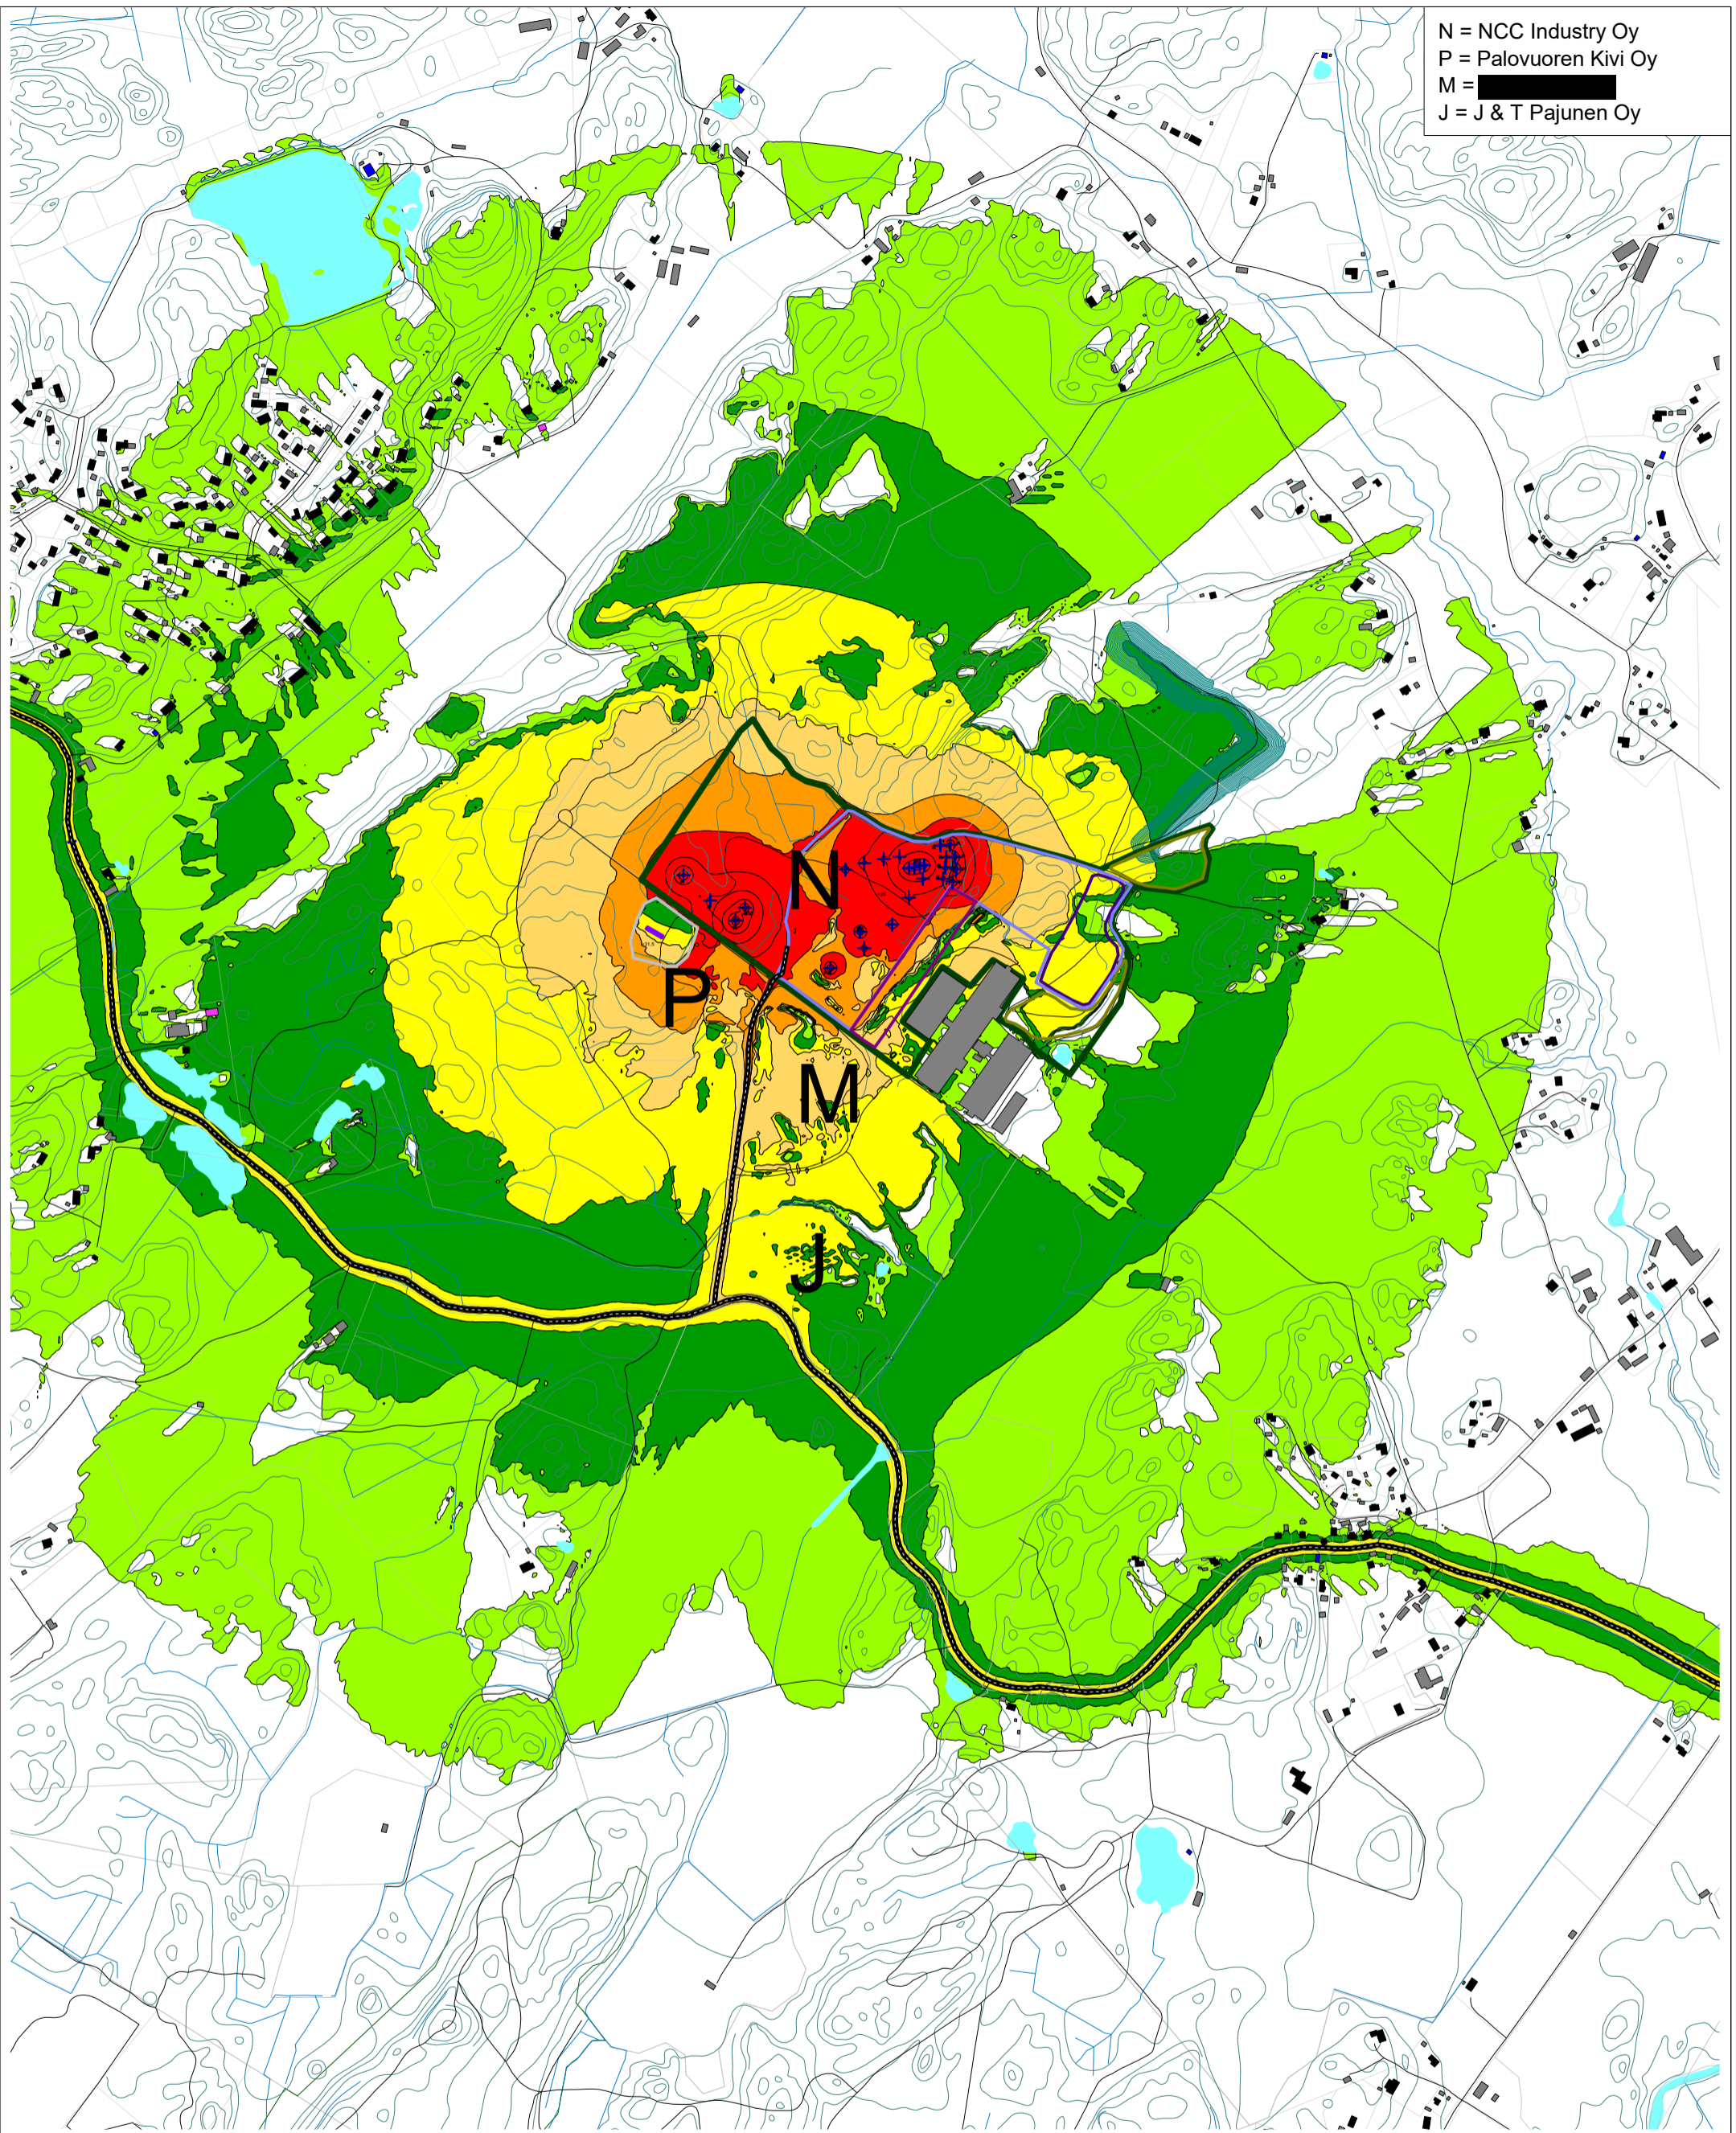 N = NCC Industry Oy
P = Palovuoren Kivi Oy
M =
J = J & T Pajunen Oy
N
P
M
J